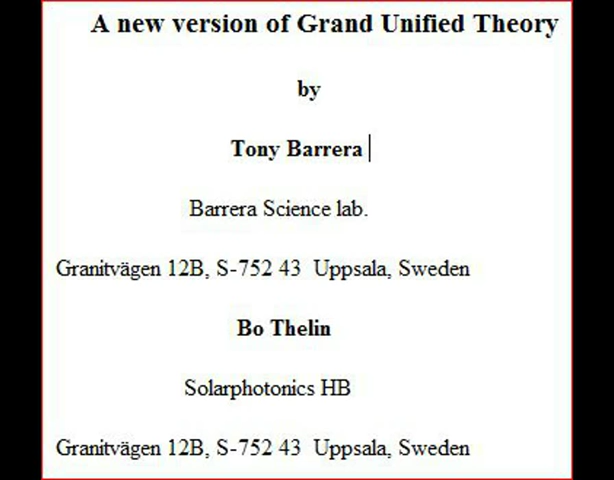 A new version of Grand Unified Theory
by
Tony Barrera
Barrera Science lab.
Granitvägen 12B, S-752 43 Uppsala, Sweden
Bo Thelin
Solarphotonics HB
Granitvägen 12B, S-752 43 Uppsala, Sweden